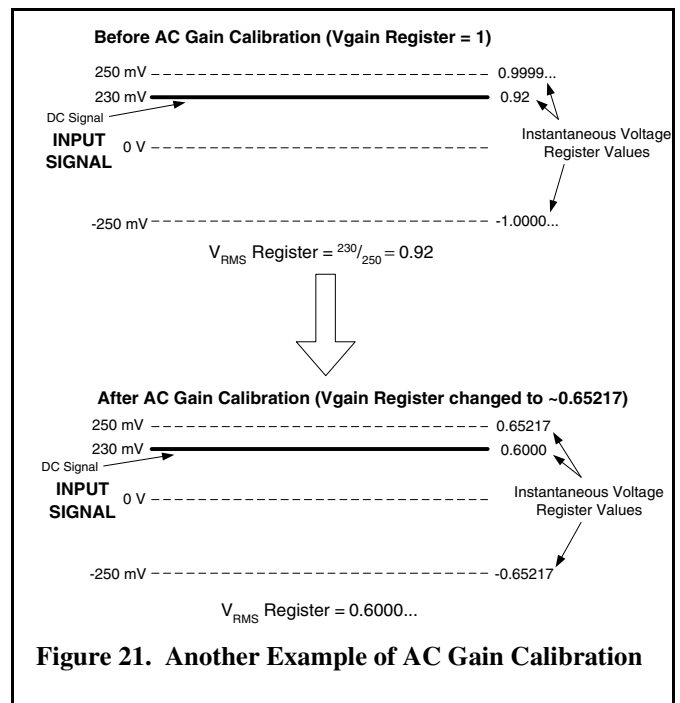 Before AC Gain Calibration (Vgain Register = 1)
250 mV 0.9999...
230 mV 0.92
DC Signal
INPUT SIGNAL
0 V
Instantaneous Voltage
Register Values
-250 mV -1.0000...
VRMS Register = 230/250 = 0.92
After AC Gain Calibration (Vgain Register changed to ~0.65217)
250 mV 0.65217
230 mV 0.6000
DC Signal
INPUT SIGNAL
0 V
Instantaneous Voltage
Register Values
-250 mV -0.65217
VRMS Register = 0.6000...
Figure 21. Another Example of AC Gain Calibration